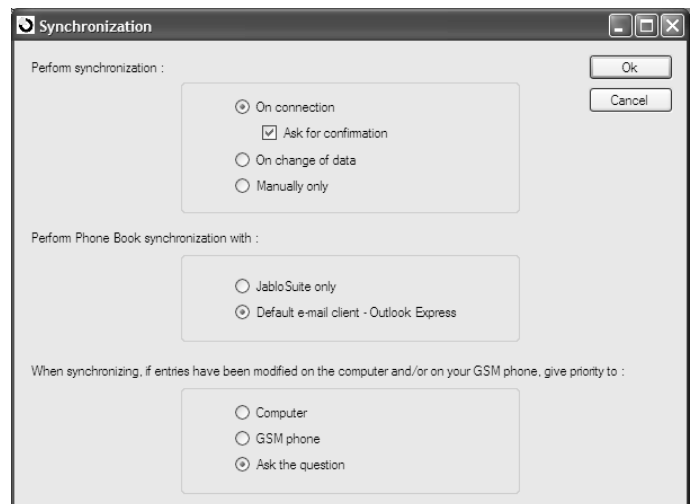 Synchronization
Perform synchronization :
Ok
On connection
Cancel
Ask for confirmation
On change of data
Manually only
Perform Phone Book synchronization with :
JabloSuite only
Default e-mail client - Outlook Express
When synchronizing, if entries have been modified on the computer and/or on your GSM phone, give priority to :
Computer
GSM phone
Ask the question